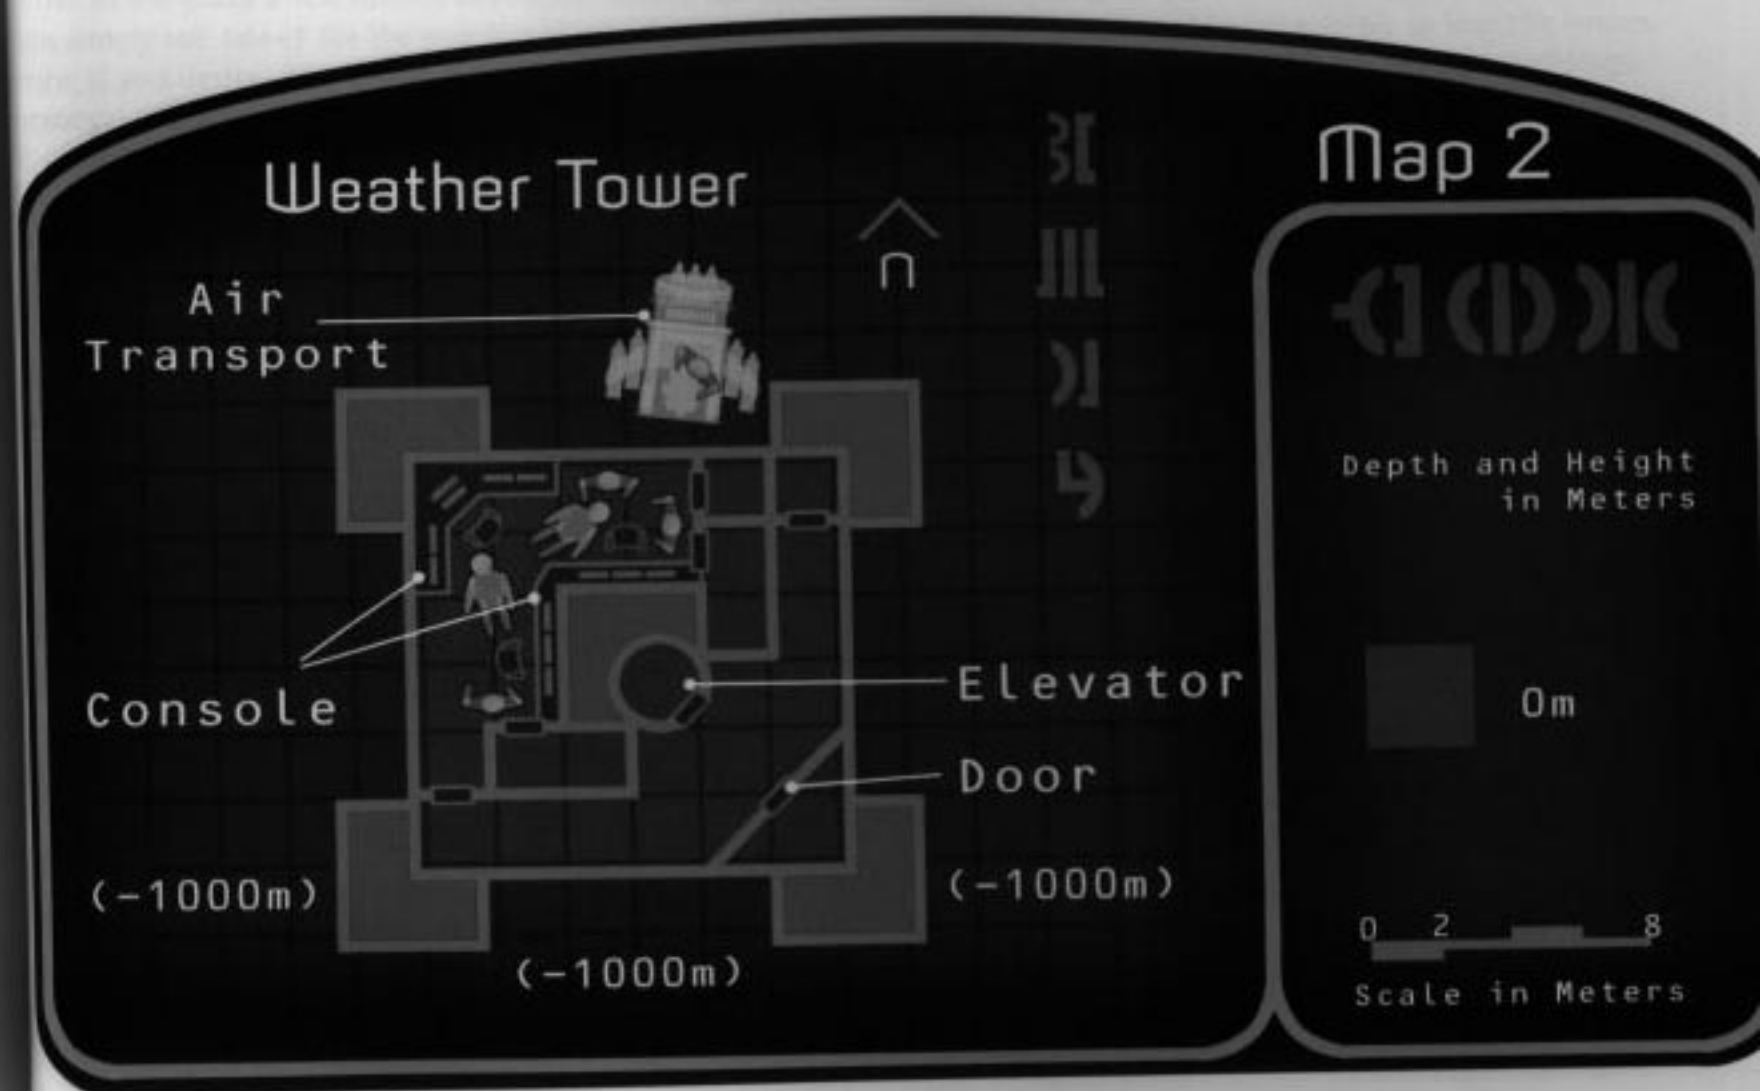 Weather Tower
Map 2
Air
Transport
n
Console
Elevator
Door
(-1000m)
(-1000m)
(-1000m)
Depth and Height
in Meters
0m
0 2 8
Scale in Meters